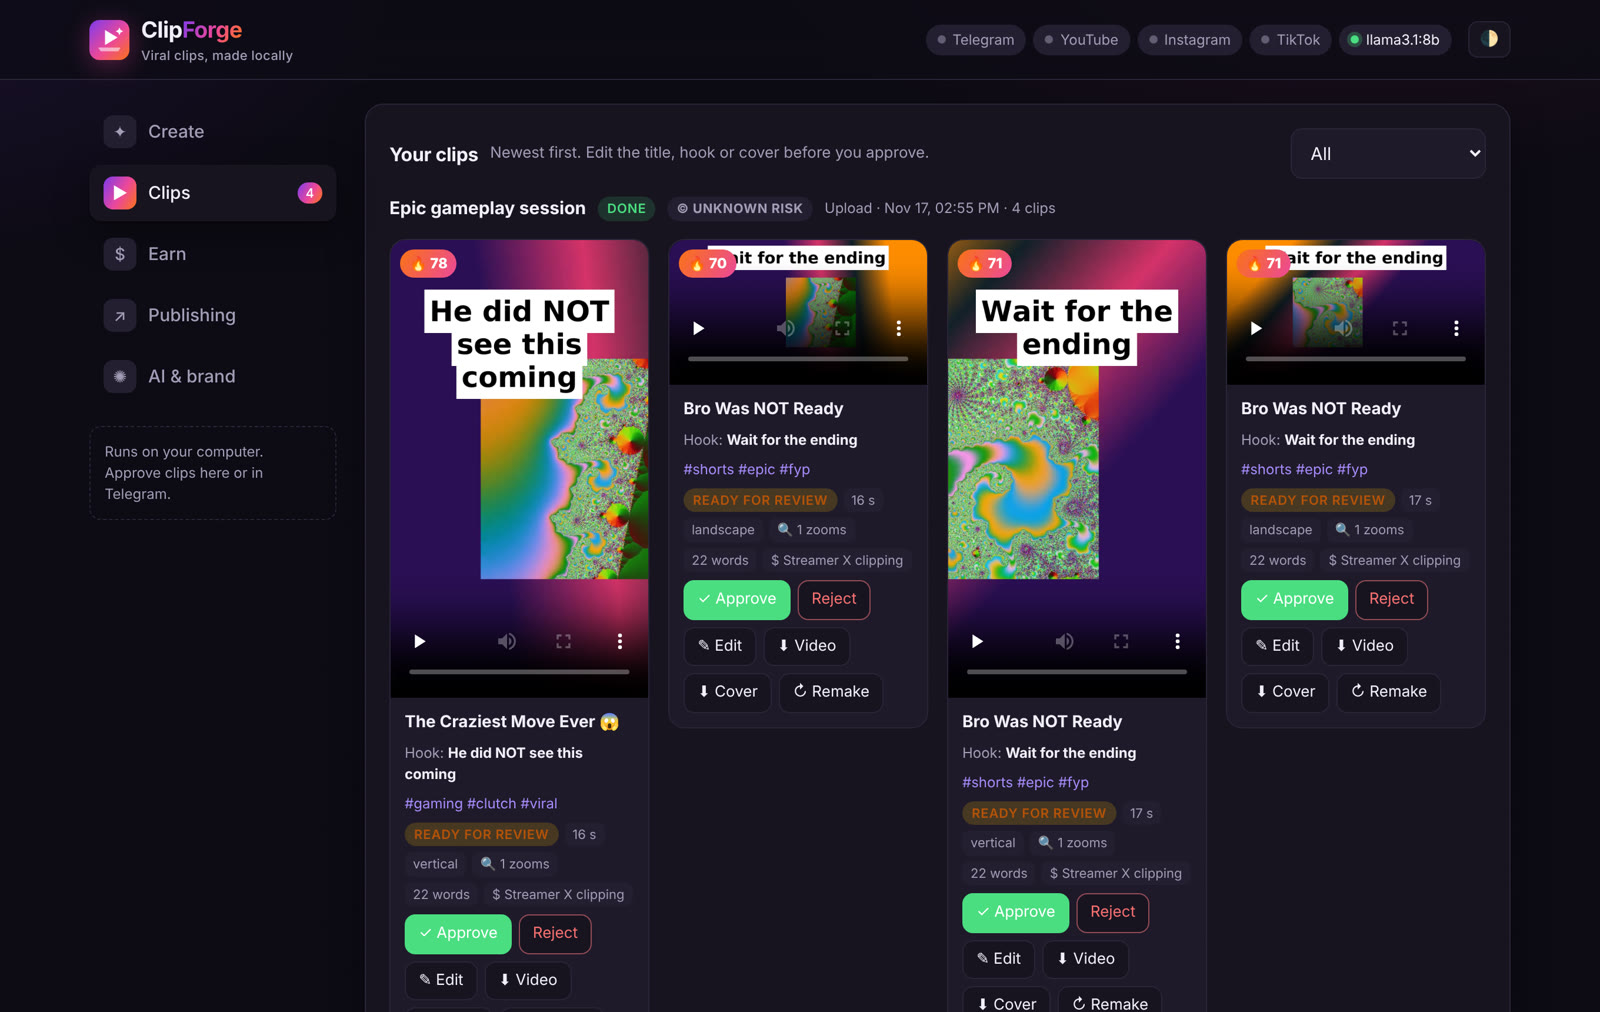 ClipForge
Viral clips, made locally
Telegram
YouTube
Instagram
TikTok
llama3.1:8b
Create
Clips
4
Earn
Publishing
AI & brand
Runs on your computer.
Approve clips here or in
Telegram.
Your clips
Newest first. Edit the title, hook or cover before you approve.
All
Epic gameplay session
DONE
© UNKNOWN RISK
Upload · Nov 17, 02:55 PM · 4 clips
🔥 78
He did NOT
see this
coming
The Craziest Move Ever 😱
Hook: He did NOT see this
coming
#gaming #clutch #viral
READY FOR REVIEW
16 s
vertical
🔍 1 zooms
22 words
$ Streamer X clipping
✓ Approve
Reject
✎ Edit
⬇ Video
🔥 70
for the ending
Bro Was NOT Ready
Hook: Wait for the ending
#shorts #epic #fyp
READY FOR REVIEW
16 s
landscape
🔍 1 zooms
22 words
$ Streamer X clipping
✓ Approve
Reject
✎ Edit
⬇ Video
⬇ Cover
↻ Remake
🔥 71
Wait for the
ending
Bro Was NOT Ready
Hook: Wait for the ending
#shorts #epic #fyp
READY FOR REVIEW
17 s
vertical
🔍 1 zooms
22 words
$ Streamer X clipping
✓ Approve
Reject
✎ Edit
⬇ Video
⬇ Cover
↻ Remake
🔥 71
for the ending
Bro Was NOT Ready
Hook: Wait for the ending
#shorts #epic #fyp
READY FOR REVIEW
17 s
landscape
🔍 1 zooms
22 words
$ Streamer X clipping
✓ Approve
Reject
✎ Edit
⬇ Video
⬇ Cover
↻ Remake